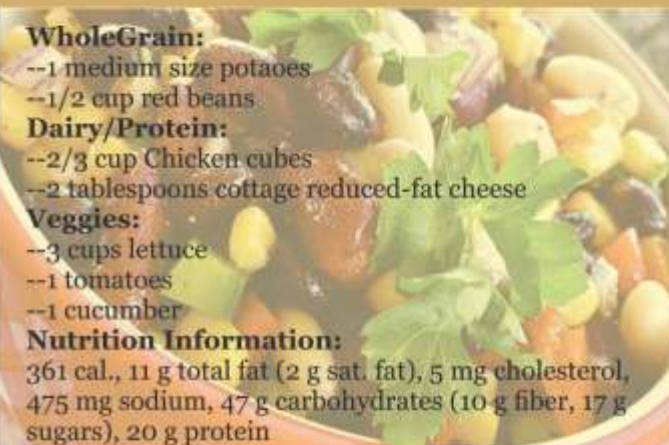 WholeGrain:
--1 medium size potaoes
--1/2 cup red beans
Dairy/Protein:
--2/3 cup Chicken cubes
--2 tablespoons cottage reduced-fat cheese
Veggies:
--3 cups lettuce
--1 tomatoes
--1 cucumber
Nutrition Information:
361 cal., 11 g total fat (2 g sat. fat), 5 mg cholesterol,
475 mg sodium, 47 g carbohydrates (10 g fiber, 17 g
sugars), 20 g protein